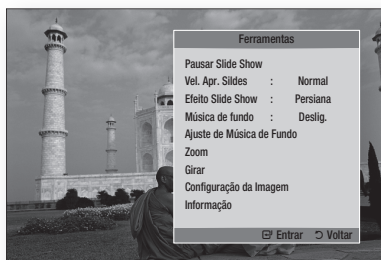 Ferramentas
Pausar Slide Show
Vel. Apr. Sildes : Normal
Efeito Slide Show : Persiana
Música de fundo : Deslig.
Ajuste de Música de Fundo
Zoom
Girar
Configuração da Imagem
Informação
Entrar Voltar